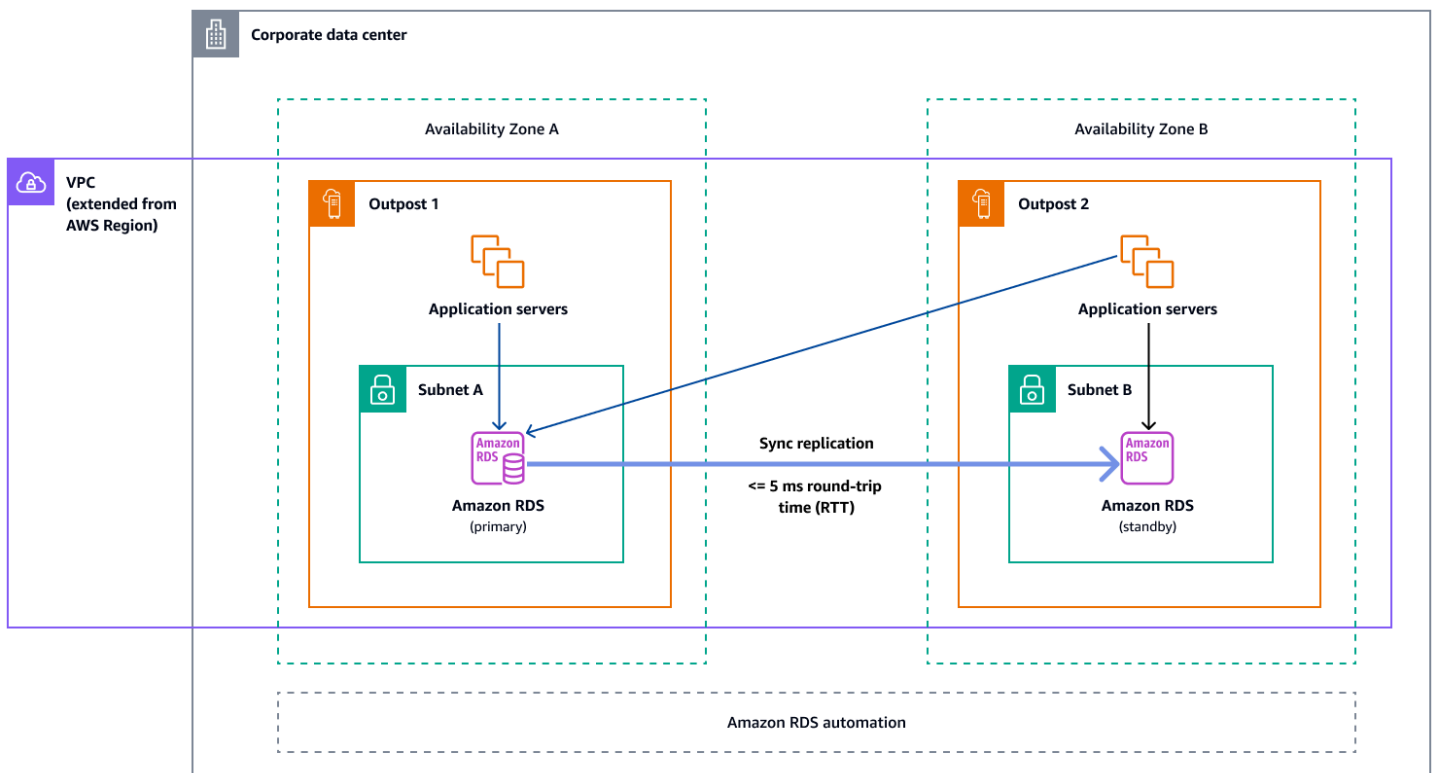 Corporate data center
Availability Zone A
Availability Zone B
VPC
(extended from
AWS Region)
Outpost 1
Outpost 2
Application servers
Application servers
Subnet A
Subnet B
Amazon
RDS
Sync replication
Amazon
RDS
<= 5 ms round-trip
time (RTT)
Amazon RDS
(primary)
Amazon RDS
(standby)
Amazon RDS automation